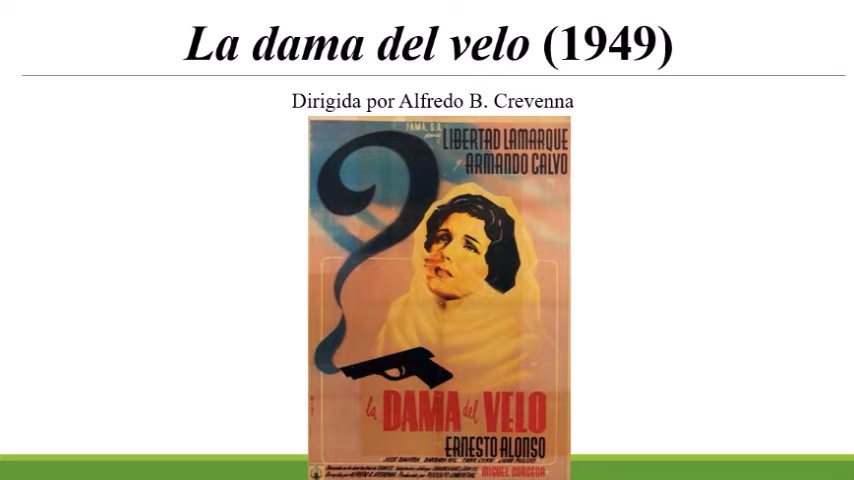 La dama del velo (1949)
Dirigida por Alfredo B. Crevenna
FAMA, S.A.
LIBERTAD LAMARQUE
y ARMANDO CALVO
la DAMA del VELO
ERNESTO ALONSO
MIGUEL CORCEGA